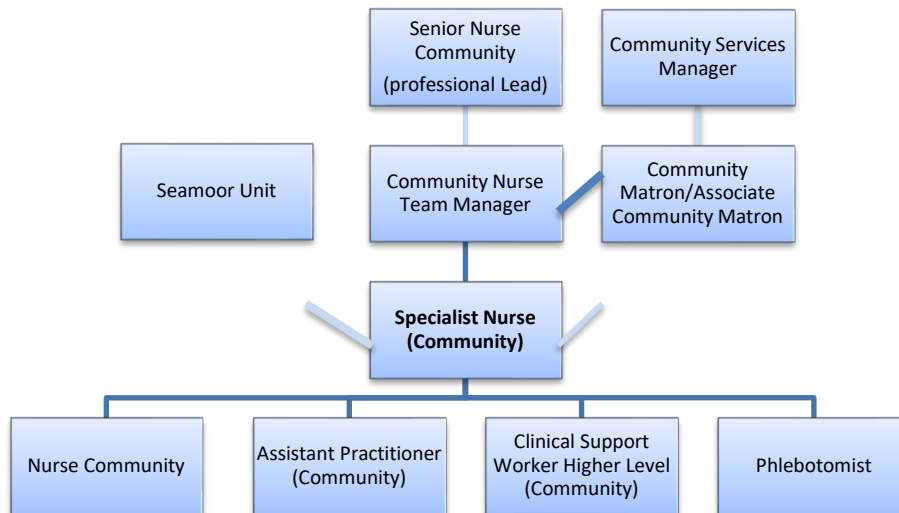 Senior Nurse
Community
(professional Lead)
Community Services
Manager
Seamoor Unit
Community Nurse
Team Manager
Community
Matron/Associate
Community Matron
Specialist Nurse
(Community)
Nurse Community
Assistant Practitioner
(Community)
Clinical Support
Worker Higher Level
(Community)
Phlebotomist